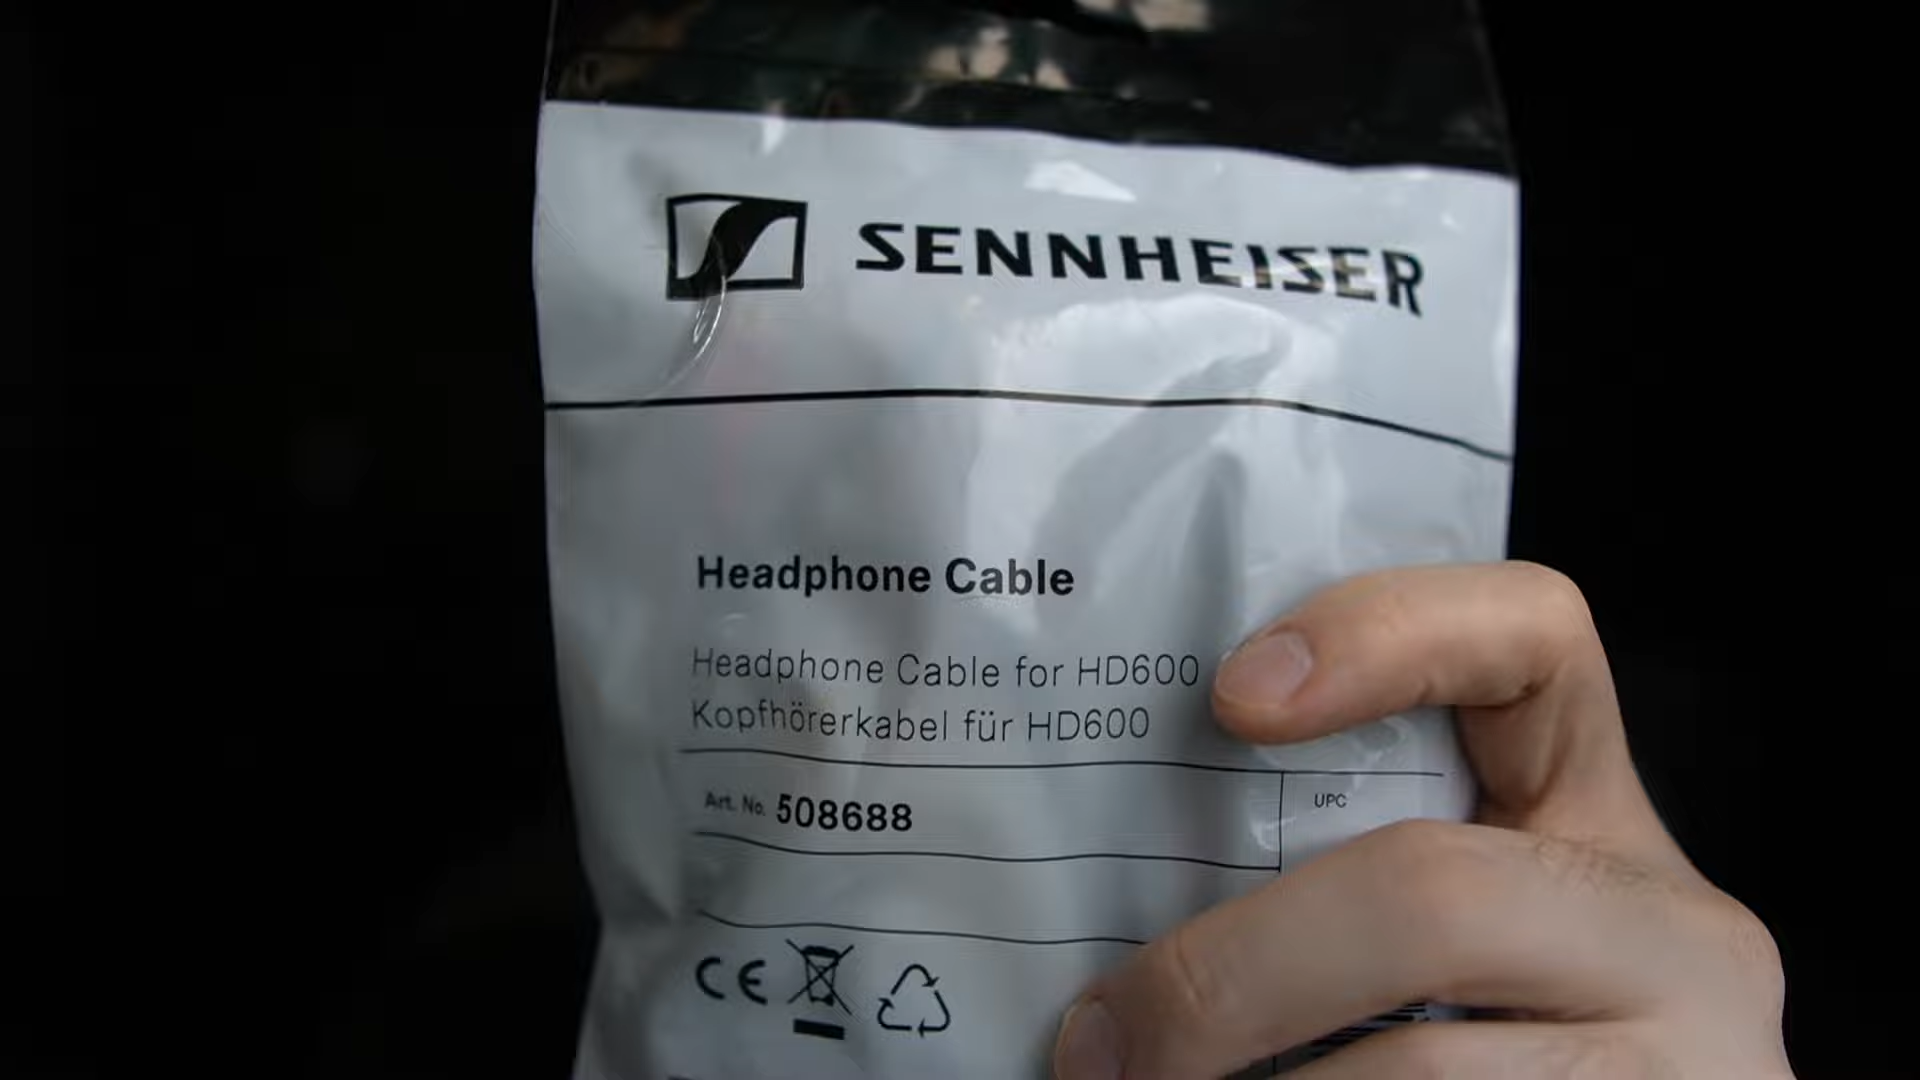 SENNHEISER
Headphone Cable
Headphone Cable for HD600
Kopfhörerkabel für HD600
Art. No. 508688
UPC
CE